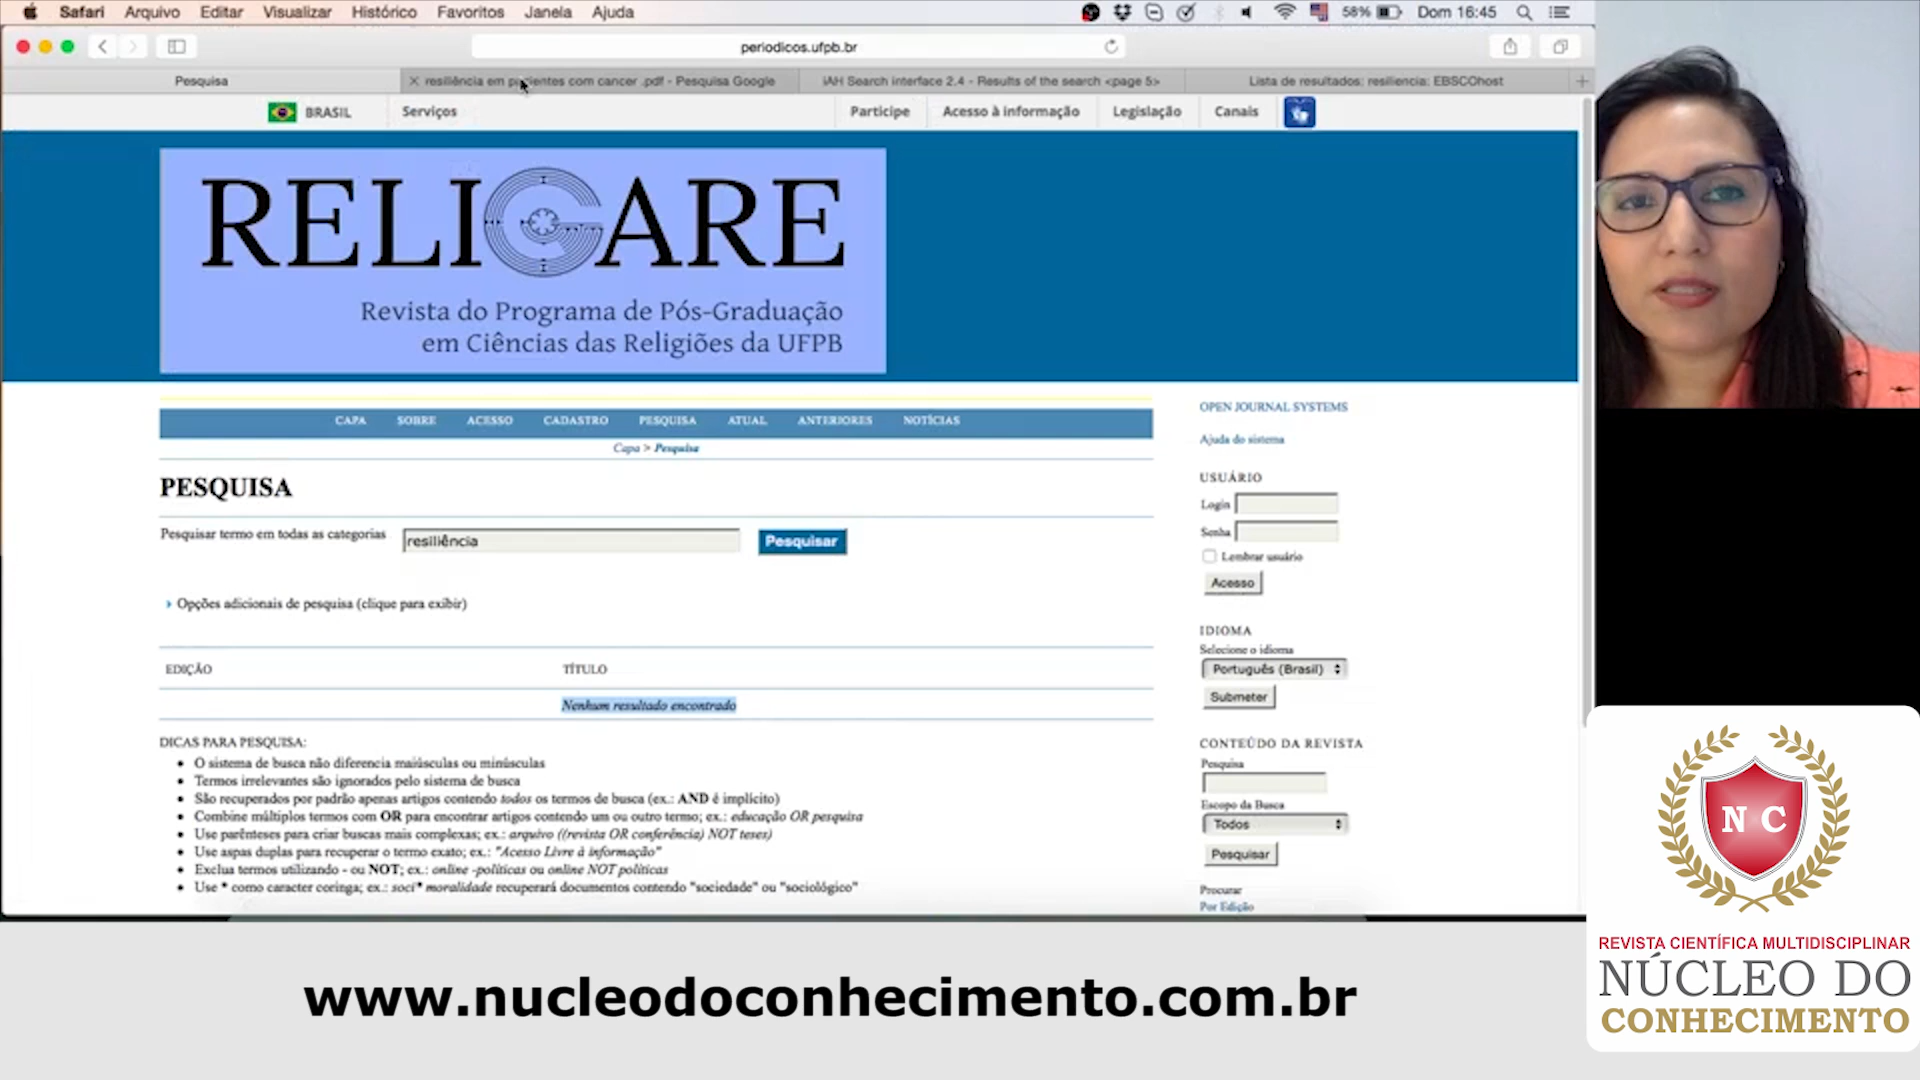 Safari Arquivo Editar Visualizar Histórico Favoritos Janela Ajuda 58% Dom 16:45
periodicos.ufpb.br
Pesquisa
resiliência em pacientes com cancer .pdf - Pesquisa Google
iAH Search interface 2.4 - Results of the search <page 5>
Lista de resultados: resiliencia: EBSCOhost
BRASIL Serviços Participe Acesso à informação Legislação Canais
RELIGARE
Revista do Programa de Pós-Graduação
em Ciências das Religiões da UFPB
CAPA SOBRE ACESSO CADASTRO PESQUISA ATUAL ANTERIORES NOTÍCIAS
Capa > Pesquisa
PESQUISA
Pesquisar termo em todas as categorias resiliência Pesquisar
Opções adicionais de pesquisa (clique para exibir)
EDIÇÃO TÍTULO
Nenhum resultado encontrado
DICAS PARA PESQUISA:
• O sistema de busca não diferencia maiúsculas ou minúsculas
• Termos irrelevantes são ignorados pelo sistema de busca
• São recuperados por padrão apenas artigos contendo todos os termos de busca (ex.: AND é implícito)
• Combine múltiplos termos com OR para encontrar artigos contendo um ou outro termo; ex.: educação OR pesquisa
• Use parênteses para criar buscas mais complexas; ex.: arquivo ((revista OR conferência) NOT teses)
• Use aspas duplas para recuperar o termo exato; ex.: "Acesso Livre à informação"
• Exclua termos utilizando - ou NOT; ex.: online -políticas ou online NOT políticas
• Use * como caracter coringa; ex.: soci* moralidade recuperará documentos contendo "sociedade" ou "sociológico"
OPEN JOURNAL SYSTEMS
Ajuda do sistema
USUÁRIO
Login
Senha
Lembrar usuário
Acesso
IDIOMA
Selecione o idioma
Português (Brasil)
Submeter
CONTEÚDO DA REVISTA
Pesquisa
Escopo da Busca
Todos
Pesquisar
Procurar
Por Edição
www.nucleodoconhecimento.com.br
N C
REVISTA CIENTÍFICA MULTIDISCIPLINAR
NÚCLEO DO
CONHECIMENTO